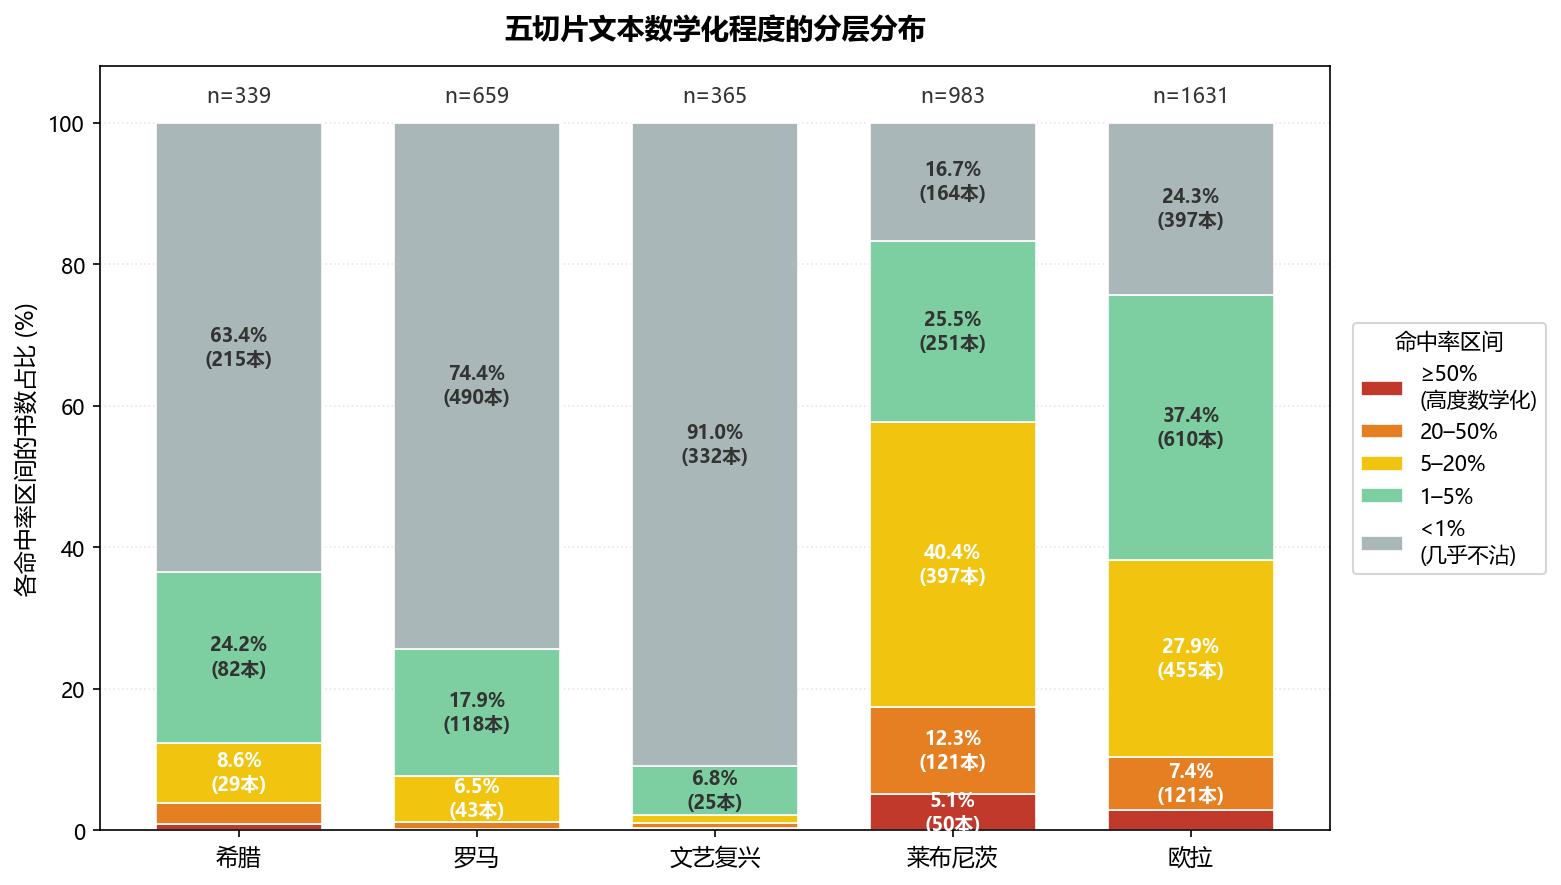 五切片文本数学化程度的分层分布
n=339
n=659
n=365
n=983
n=1631
各命中率区间的书数占比 (%)
100
80
60
40
20
0
63.4%
(215本)
24.2%
(82本)
8.6%
(29本)
74.4%
(490本)
17.9%
(118本)
6.5%
(43本)
91.0%
(332本)
6.8%
(25本)
16.7%
(164本)
25.5%
(251本)
40.4%
(397本)
12.3%
(121本)
5.1%
(50本)
24.3%
(397本)
37.4%
(610本)
27.9%
(455本)
7.4%
(121本)
希腊
罗马
文艺复兴
莱布尼茨
欧拉
命中率区间
≥50%
(高度数学化)
20–50%
5–20%
1–5%
<1%
(几乎不沾)